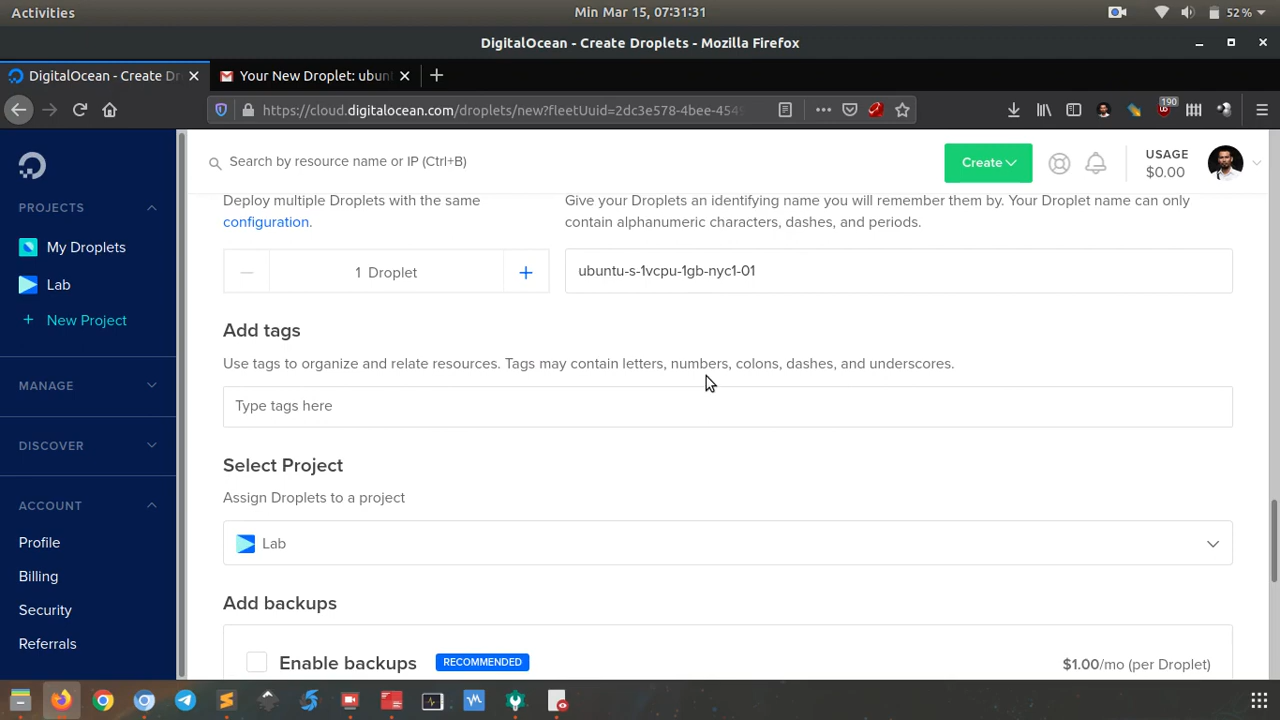 Activities
Min Mar 15, 07:31:31
52 %
DigitalOcean - Create Droplets - Mozilla Firefox
DigitalOcean - Create Dr
Your New Droplet: ubun
https://cloud.digitalocean.com/droplets/new?fleetUuid=2dc3e578-4bee-4549
190
Search by resource name or IP (Ctrl+B)
Create
USAGE
$0.00
PROJECTS
My Droplets
Lab
New Project
MANAGE
DISCOVER
ACCOUNT
Profile
Billing
Security
Referrals
Deploy multiple Droplets with the same
configuration.
1 Droplet
Give your Droplets an identifying name you will remember them by. Your Droplet name can only
contain alphanumeric characters, dashes, and periods.
ubuntu-s-1vcpu-1gb-nyc1-01
Add tags
Use tags to organize and relate resources. Tags may contain letters, numbers, colons, dashes, and underscores.
Type tags here
Select Project
Assign Droplets to a project
Lab
Add backups
Enable backups
RECOMMENDED
$1.00/mo (per Droplet)